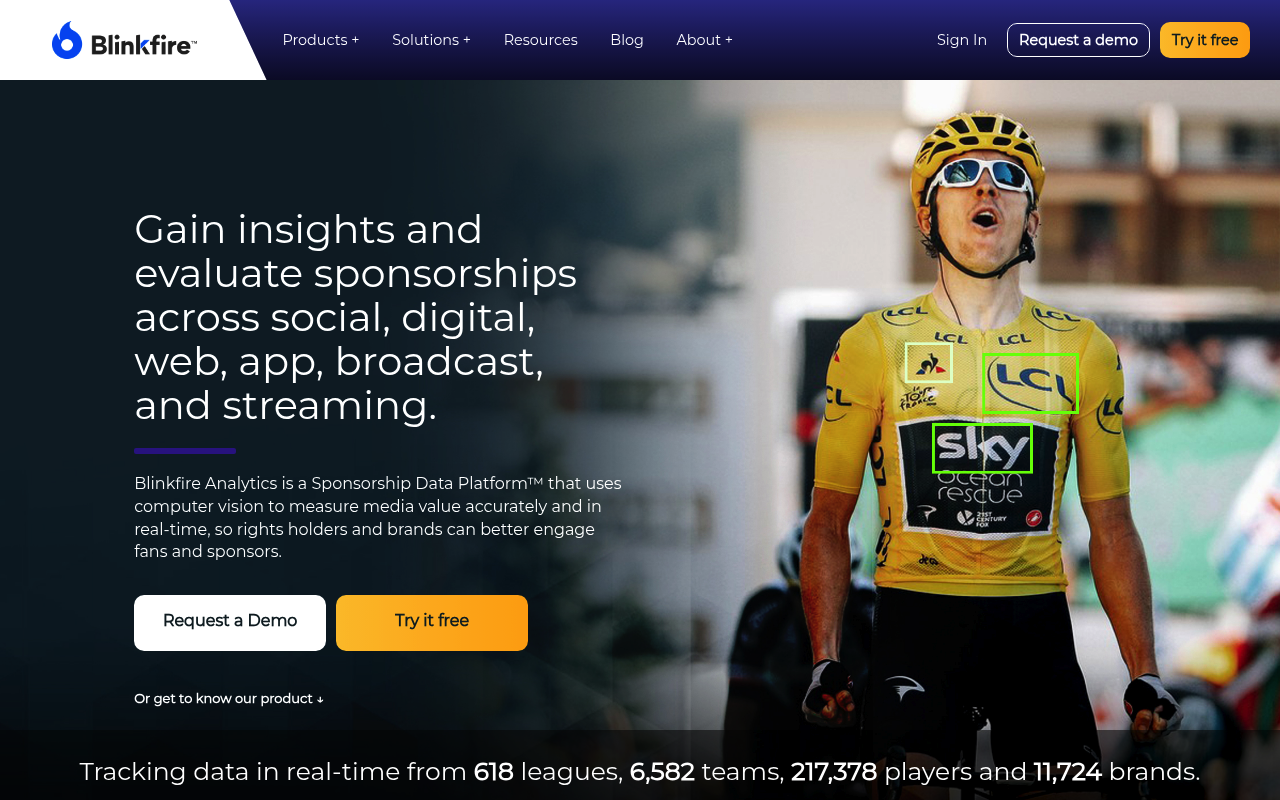 Blinkfire™
Products +
Solutions +
Resources
Blog
About +
Sign In
Request a demo
Try it free
Gain insights and
evaluate sponsorships
across social, digital,
web, app, broadcast,
and streaming.
Blinkfire Analytics is a Sponsorship Data Platform™ that uses
computer vision to measure media value accurately and in
real-time, so rights holders and brands can better engage
fans and sponsors.
Request a Demo
Try it free
Or get to know our product ↓
LCL
LCL
LCL
LCL
LCL
le TOUR
de france
sky
ocean
rescue
21ST
CENTURY
FOX
Tracking data in real-time from 618 leagues, 6,582 teams, 217,378 players and 11,724 brands.